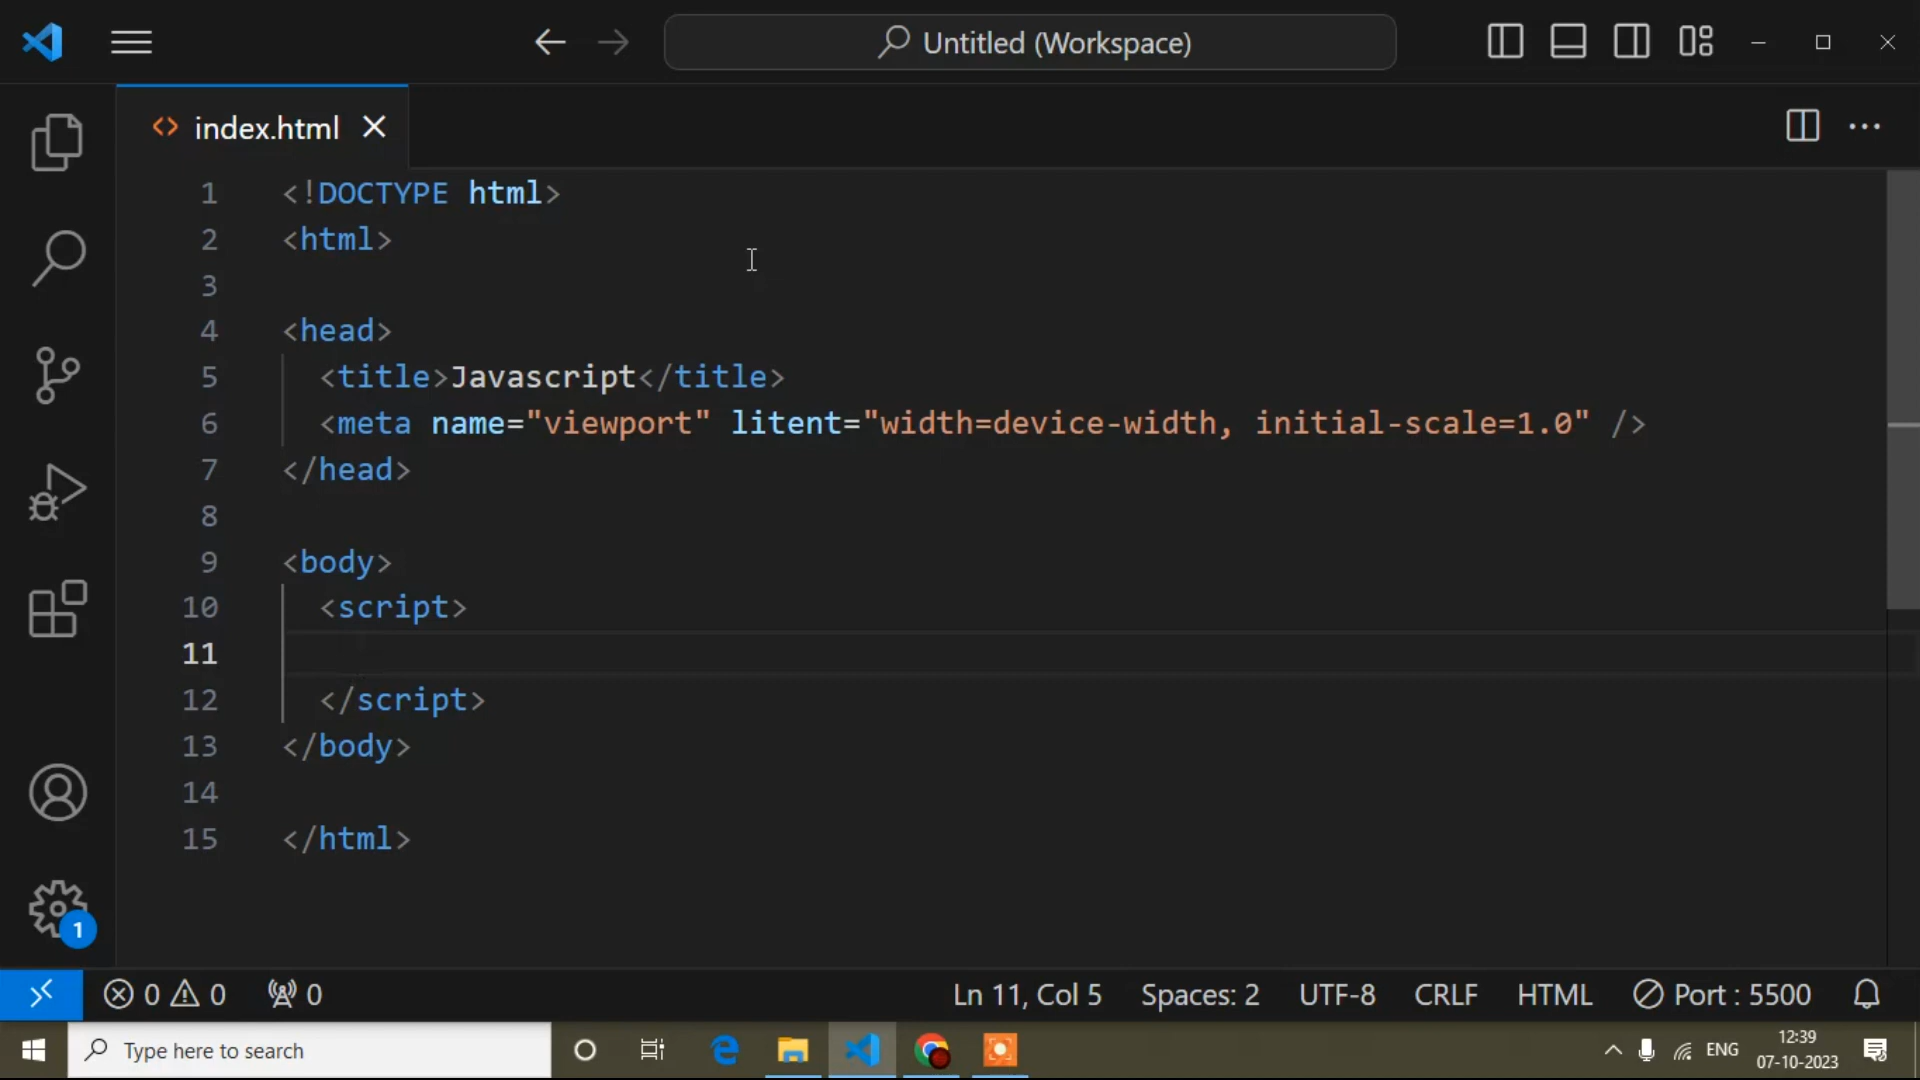 Untitled (Workspace)
index.html
1 <!DOCTYPE html>
2 <html>
3
4 <head>
5 <title>Javascript</title>
6 <meta name="viewport" litent="width=device-width, initial-scale=1.0" />
7 </head>
8
9 <body>
10 <script>
11
12 </script>
13 </body>
14
15 </html>
1
0 0 0 Ln 11, Col 5 Spaces: 2 UTF-8 CRLF HTML Port : 5500
Type here to search
ENG
12:39
07-10-2023